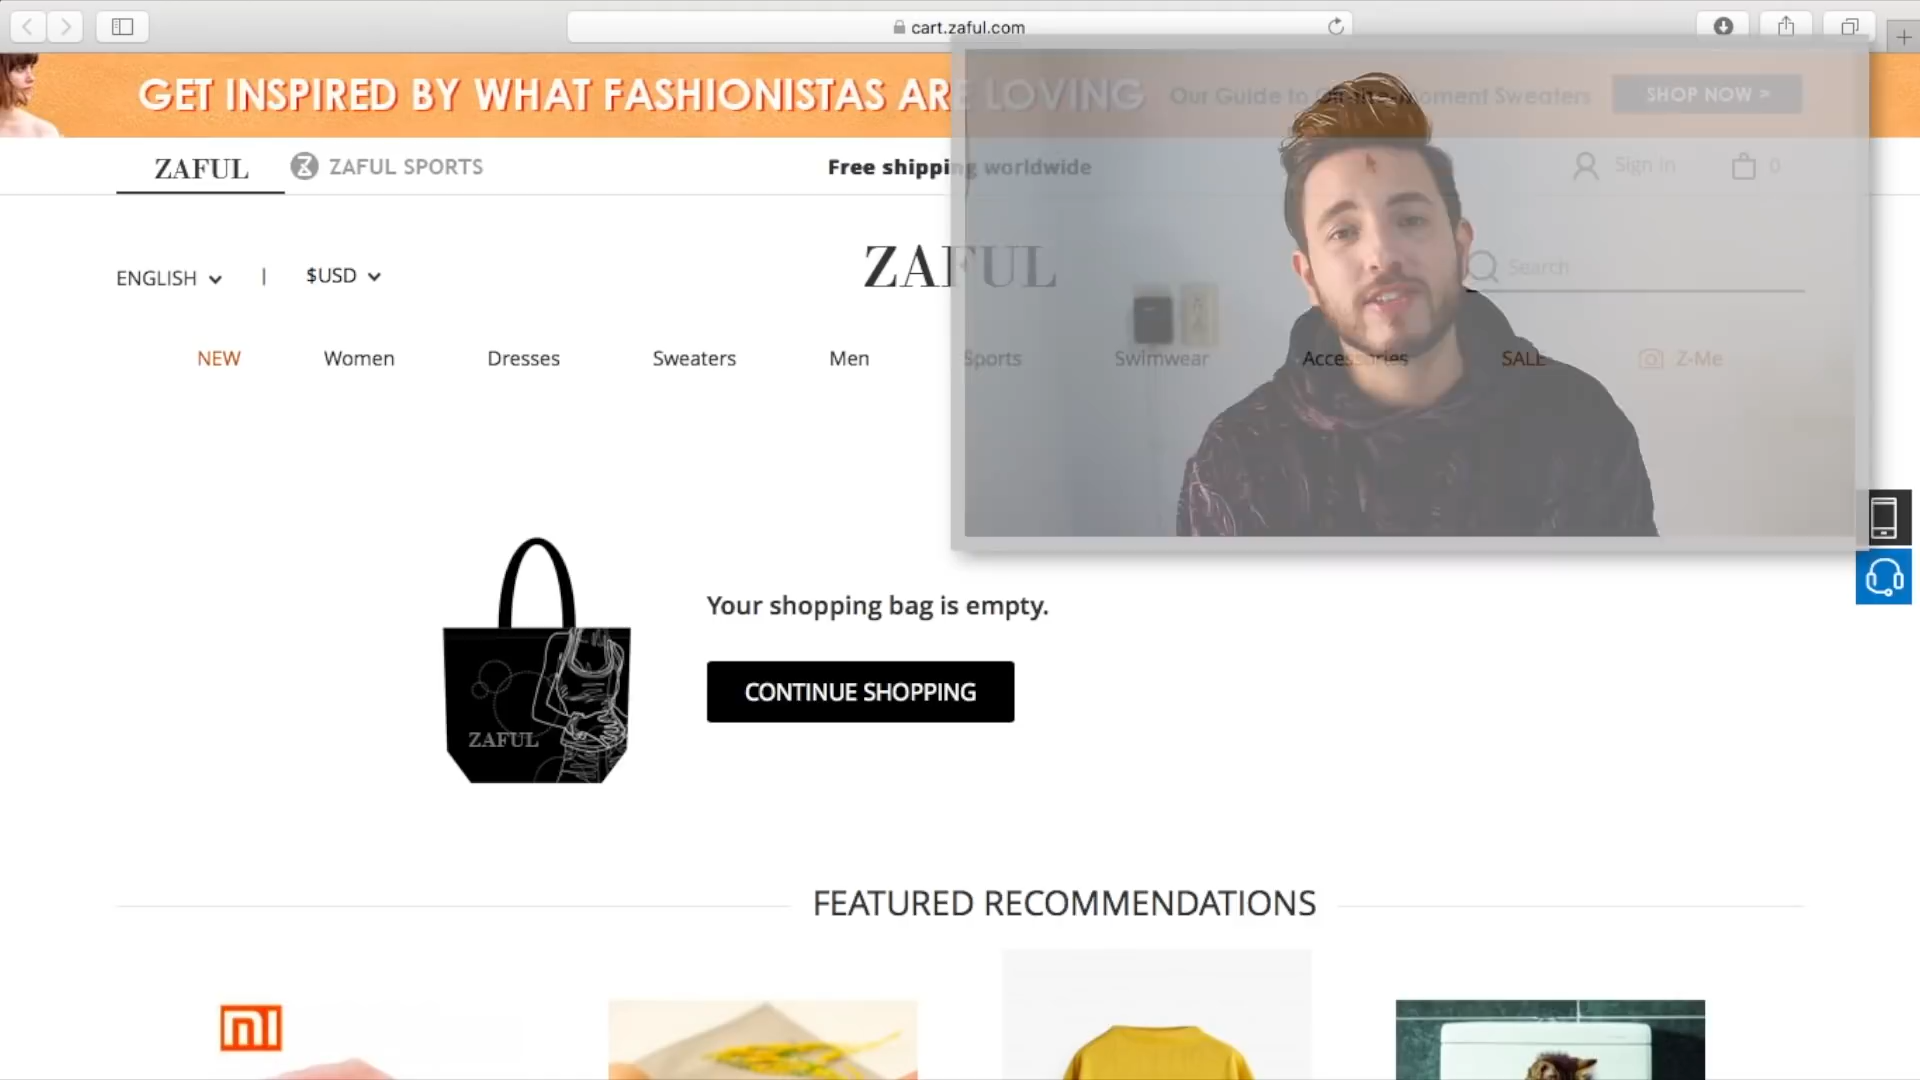 cart.zaful.com
GET INSPIRED BY WHAT FASHIONISTAS ARE LOVING
Our Guide to Of-the-Moment Sweaters
SHOP NOW >
ZAFUL
ZAFUL SPORTS
Free shipping worldwide
Sign in
0
ENGLISH | $USD
ZAFUL
Search
NEW Women Dresses Sweaters Men Sports Swimwear Accessories SALE Z-Me
Your shopping bag is empty.
CONTINUE SHOPPING
ZAFUL
FEATURED RECOMMENDATIONS